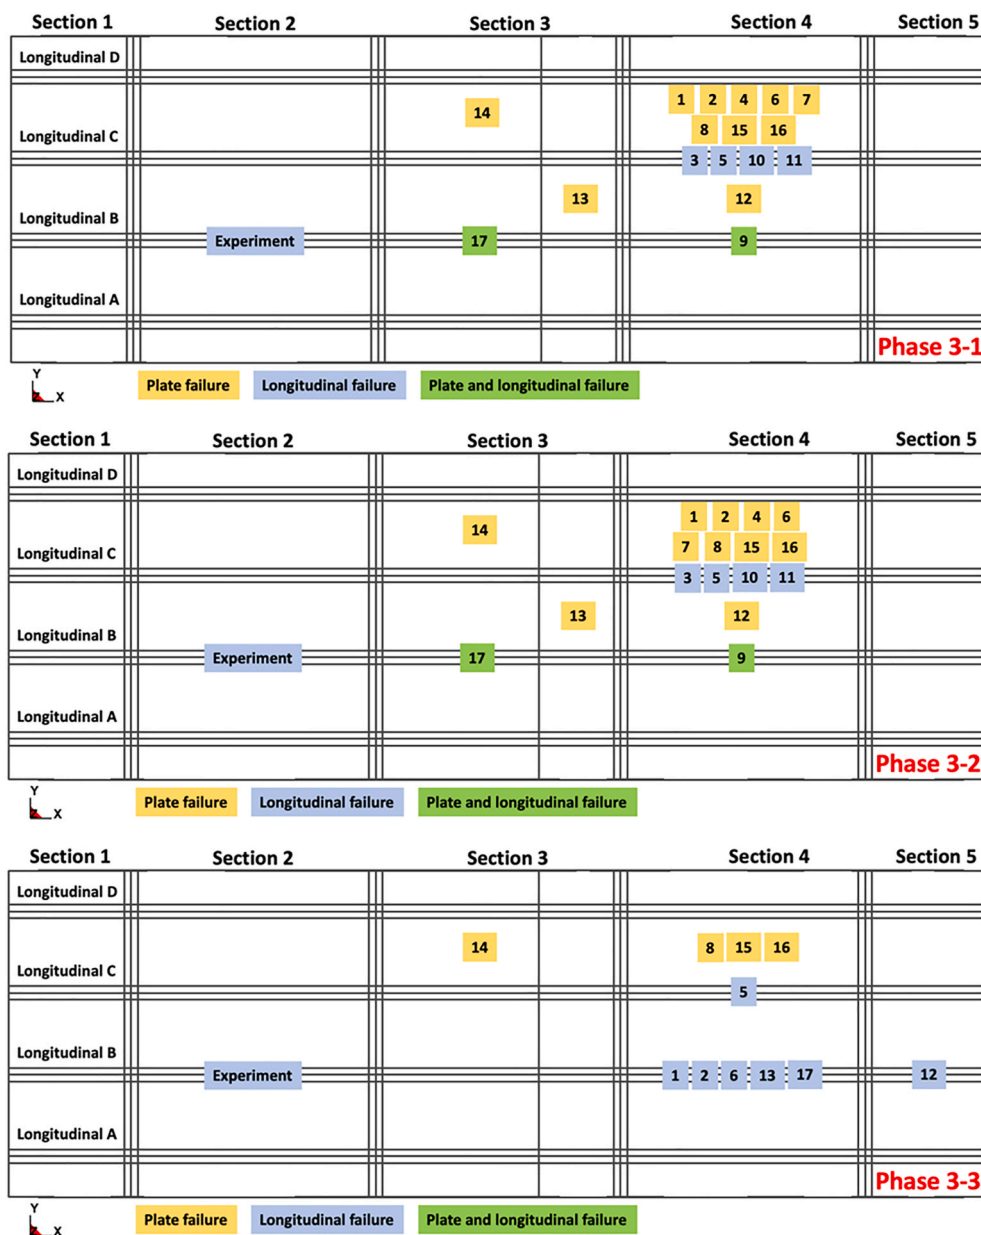 Section 1 Section 2 Section 3 Section 4 Section 5
Longitudinal D
14 1 2 4 6 7
Longitudinal C 8 15 16
3 5 10 11
13 12
Longitudinal B
Experiment 17 9
Longitudinal A
Phase 3-1
Y
Z X
Plate failure Longitudinal failure Plate and longitudinal failure
Section 1 Section 2 Section 3 Section 4 Section 5
Longitudinal D
14 1 2 4 6
Longitudinal C 7 8 15 16
3 5 10 11
13 12
Longitudinal B
Experiment 17 9
Longitudinal A
Phase 3-2
Y
Z X
Plate failure Longitudinal failure Plate and longitudinal failure
Section 1 Section 2 Section 3 Section 4 Section 5
Longitudinal D
14 8 15 16
Longitudinal C
5
Longitudinal B
Experiment 1 2 6 13 17 12
Longitudinal A
Phase 3-3
Y
Z X
Plate failure Longitudinal failure Plate and longitudinal failure